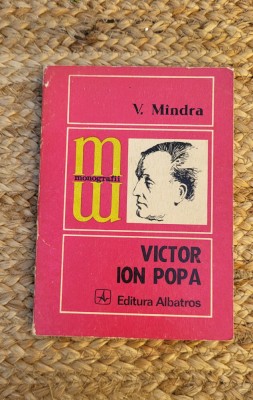 V. Mindra
m
monografii
m
VICTOR
ION POPA
Editura Albatros